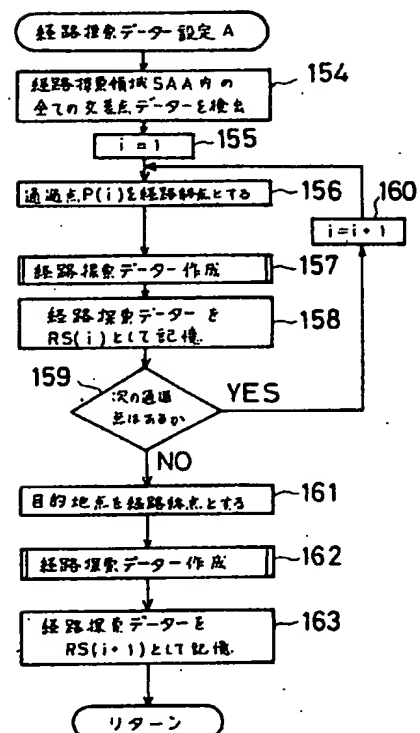 経路探索データー設定 A
経路探索領域 SAA 内の
全ての交差点データーを検出
154
i = 1
155
通過点 P(i) を経路終点とする
156
160
i = i + 1
経路探索データー作成
157
経路探索データーを
RS(i) として記憶
158
159
次の通過
点はあるか
YES
NO
目的地点を経路終点とする
161
経路探索データー作成
162
経路探索データーを
RS(i + 1) として記憶
163
リターン